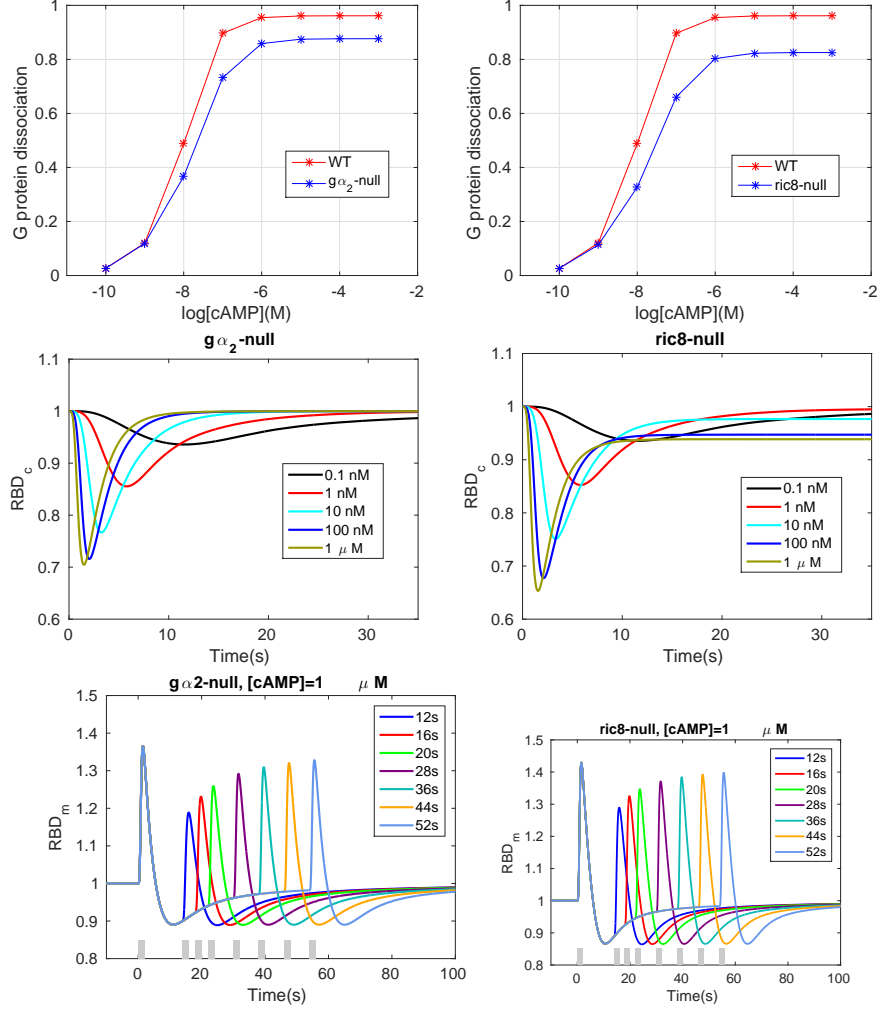 1
0.8
0.6
0.4
0.2
0
G protein dissociation
WT
gα2-null
-10 -8 -6 -4 -2
log[cAMP](M)
1
0.8
0.6
0.4
0.2
0
G protein dissociation
WT
ric8-null
-10 -8 -6 -4 -2
log[cAMP](M)
gα2-null
1.1
1
0.9
0.8
0.7
0.6
RBDc
0.1 nM
1 nM
10 nM
100 nM
1 μM
0 10 20 30
Time(s)
ric8-null
1.1
1
0.9
0.8
0.7
0.6
RBDc
0.1 nM
1 nM
10 nM
100 nM
1 μM
0 10 20 30
Time(s)
gα2-null, [cAMP]=1 μM
1.5
1.4
1.3
1.2
1.1
1
0.9
0.8
RBDm
12s
16s
20s
28s
36s
44s
52s
0 20 40 60 80 100
Time(s)
ric8-null, [cAMP]=1 μM
1.5
1.4
1.3
1.2
1.1
1
0.9
0.8
RBDm
12s
16s
20s
28s
36s
44s
52s
0 20 40 60 80 100
Time(s)